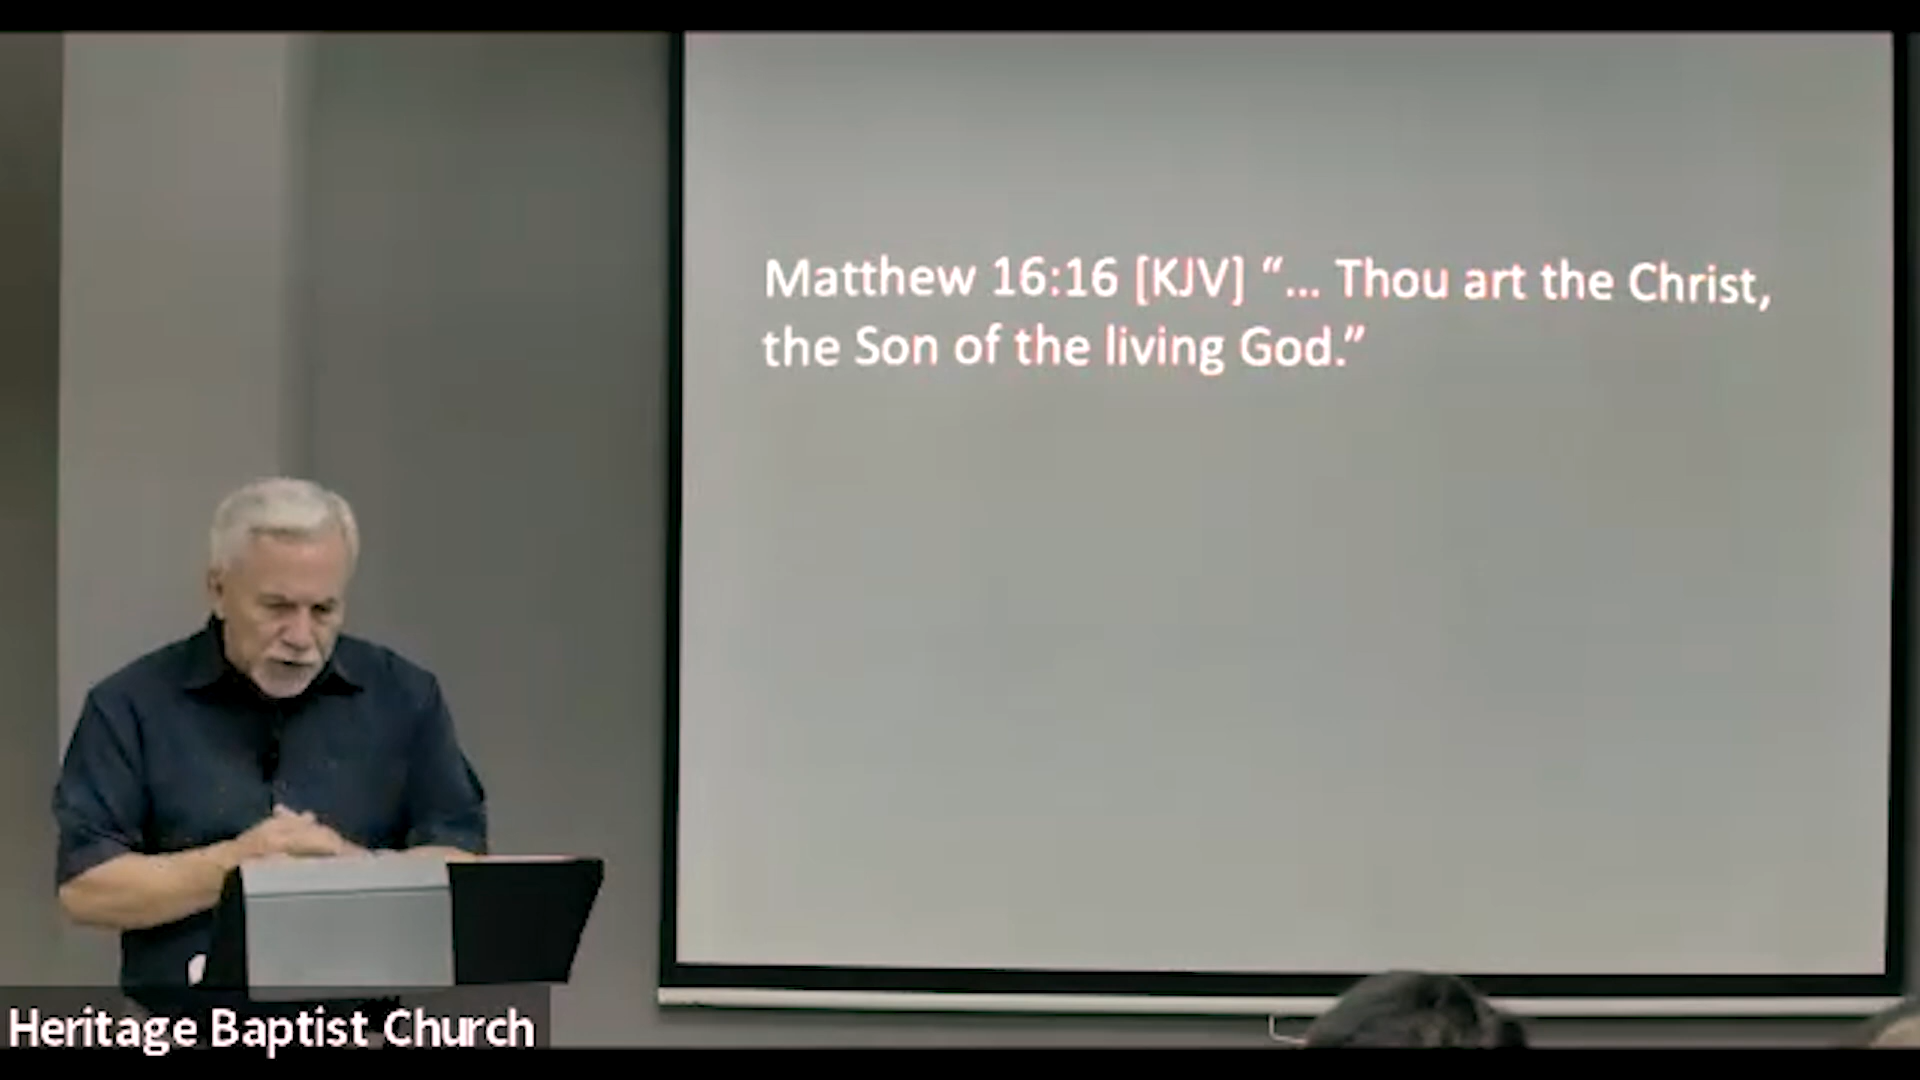 Matthew 16:16 [KJV] “... Thou art the Christ,
the Son of the living God.”
Heritage Baptist Church